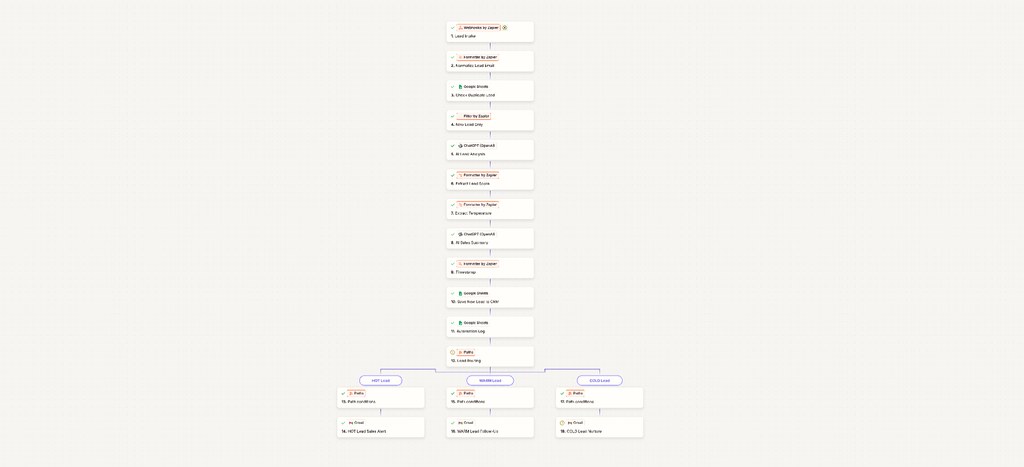 Webhooks by Zapier
1. Lead Intake
Formatter by Zapier
2. Normalize Lead Email
Google Sheets
3. Check Duplicate Lead
Filter by Zapier
4. New Lead Only
ChatGPT (OpenAI)
5. AI Lead Analysis
Formatter by Zapier
6. Extract Lead Score
Formatter by Zapier
7. Extract Temperature
ChatGPT (OpenAI)
8. AI Sales Summary
Formatter by Zapier
9. Timestamp
Google Sheets
10. Save New Lead to CRM
Google Sheets
11. Automation Log
Paths
12. Lead Routing
HOT Lead
WARM Lead
COLD Lead
Paths
Paths
Paths
13. Path conditions
15. Path conditions
17. Path conditions
Gmail
Gmail
Gmail
14. HOT Lead Sales Alert
16. WARM Lead Follow-Up
18. COLD Lead Nurture